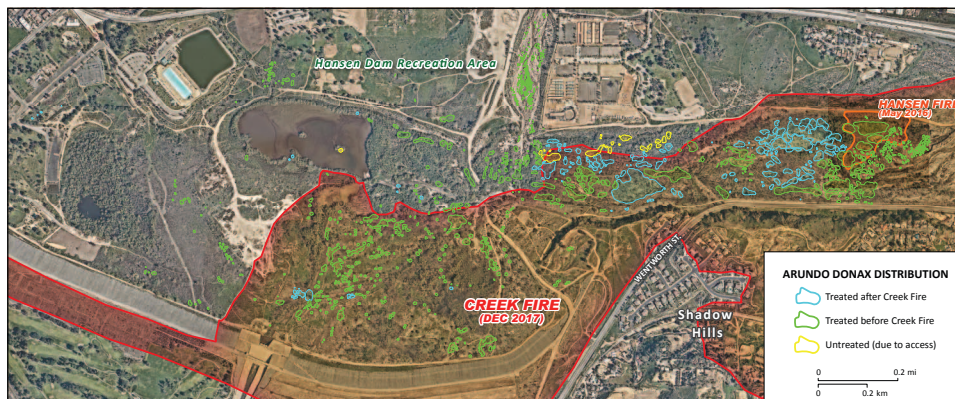 Hansen Dam Recreation Area
HANSEN FIRE
(May 2018)
CREEK FIRE
(DEC 2017)
WENTWORTH ST.
Shadow
Hills
ARUNDO DONAX DISTRIBUTION
Treated after Creek Fire
Treated before Creek Fire
Untreated (due to access)
0 0.2 mi
0 0.2 km